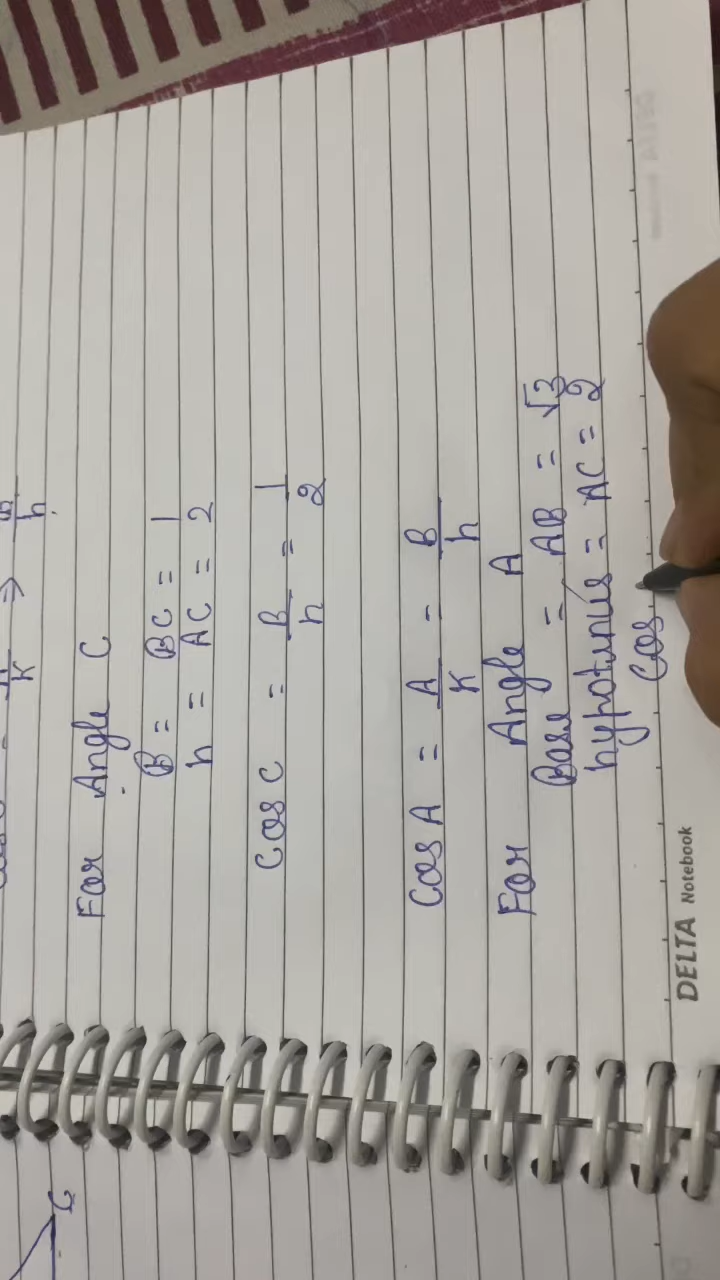 For Angle C
B = BC = 1
h = AC = 2
Cos C = B/h = 1/2
Cos A = A/K = B/h
For Angle A
Base = AB = √3
hypotinus = AC = 2
Cos
DELTA Notebook
C